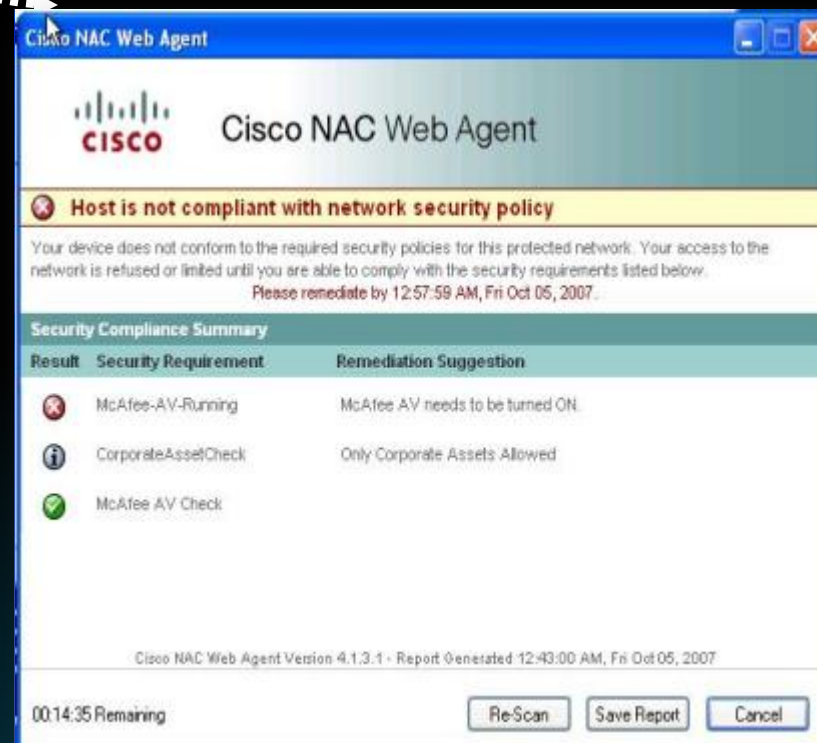 Cisco NAC Web Agent
CISCO
Cisco NAC Web Agent
Host is not compliant with network security policy
Your device does not conform to the required security policies for this protected network. Your access to the
network is refused or limited until you are able to comply with the security requirements listed below.
Please remediate by 12:57:59 AM, Fri Oct 05, 2007.
Security Compliance Summary
Result Security Requirement Remediation Suggestion
McAfee-AV-Running McAfee AV needs to be turned ON.
CorporateAssetCheck Only Corporate Assets Allowed
McAfee AV Check
Cisco NAC Web Agent Version 4.1.3.1 - Report Generated 12:43:00 AM, Fri Oct 05, 2007
00:14:35 Remaining Re-Scan Save Report Cancel